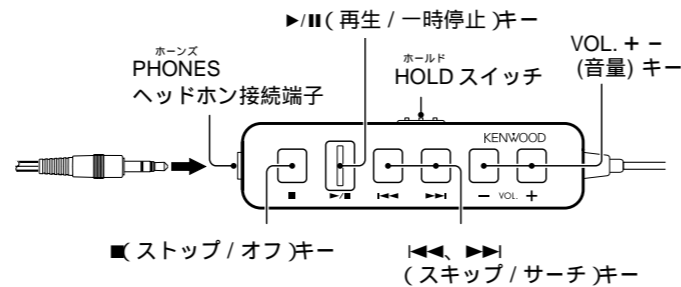 ►/II( 再生 / 一時停止 )キー
ホーンズ
PHONES
ヘッドホン接続端子
ホールド
HOLD スイッチ
VOL. + −
(音量) キー
KENWOOD
■ ►/■ I◄◄ ►►I − VOL. +
■( ストップ / オフ )キー
I◄◄、►►I
( スキップ / サーチ )キー